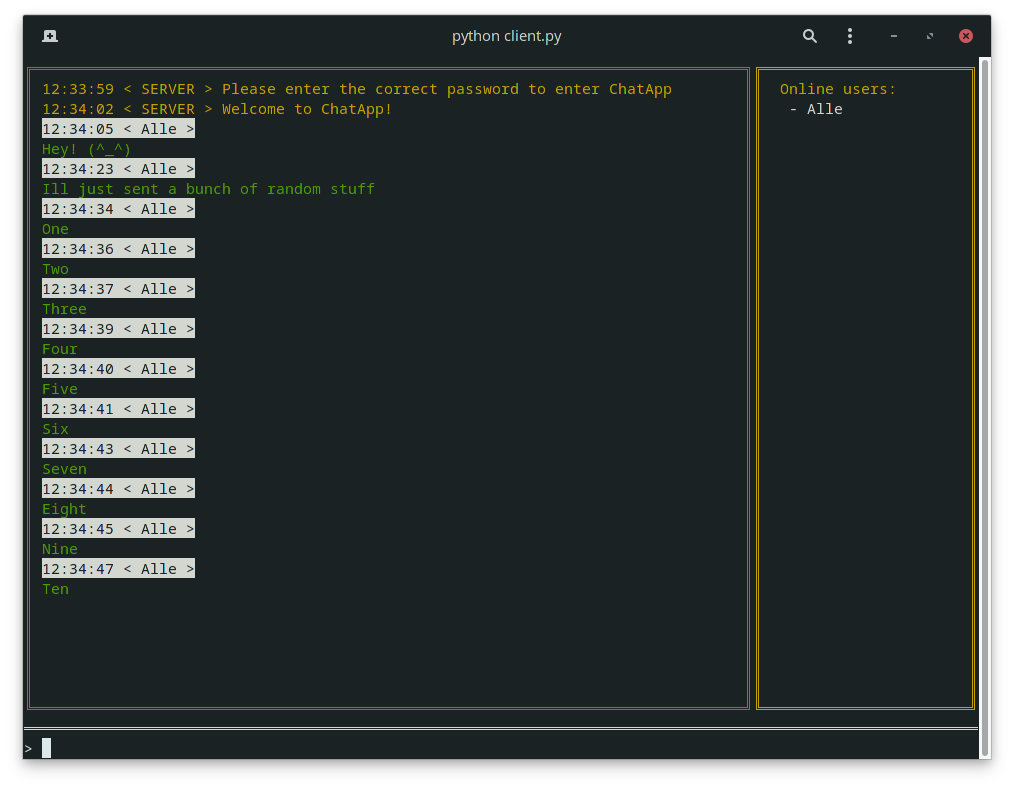 python client.py
12:33:59 < SERVER > Please enter the correct password to enter ChatApp
12:34:02 < SERVER > Welcome to ChatApp!
12:34:05 < Alle >
Hey! (^_^)
12:34:23 < Alle >
Ill just sent a bunch of random stuff
12:34:34 < Alle >
One
12:34:36 < Alle >
Two
12:34:37 < Alle >
Three
12:34:39 < Alle >
Four
12:34:40 < Alle >
Five
12:34:41 < Alle >
Six
12:34:43 < Alle >
Seven
12:34:44 < Alle >
Eight
12:34:45 < Alle >
Nine
12:34:47 < Alle >
Ten
Online users:
- Alle
>